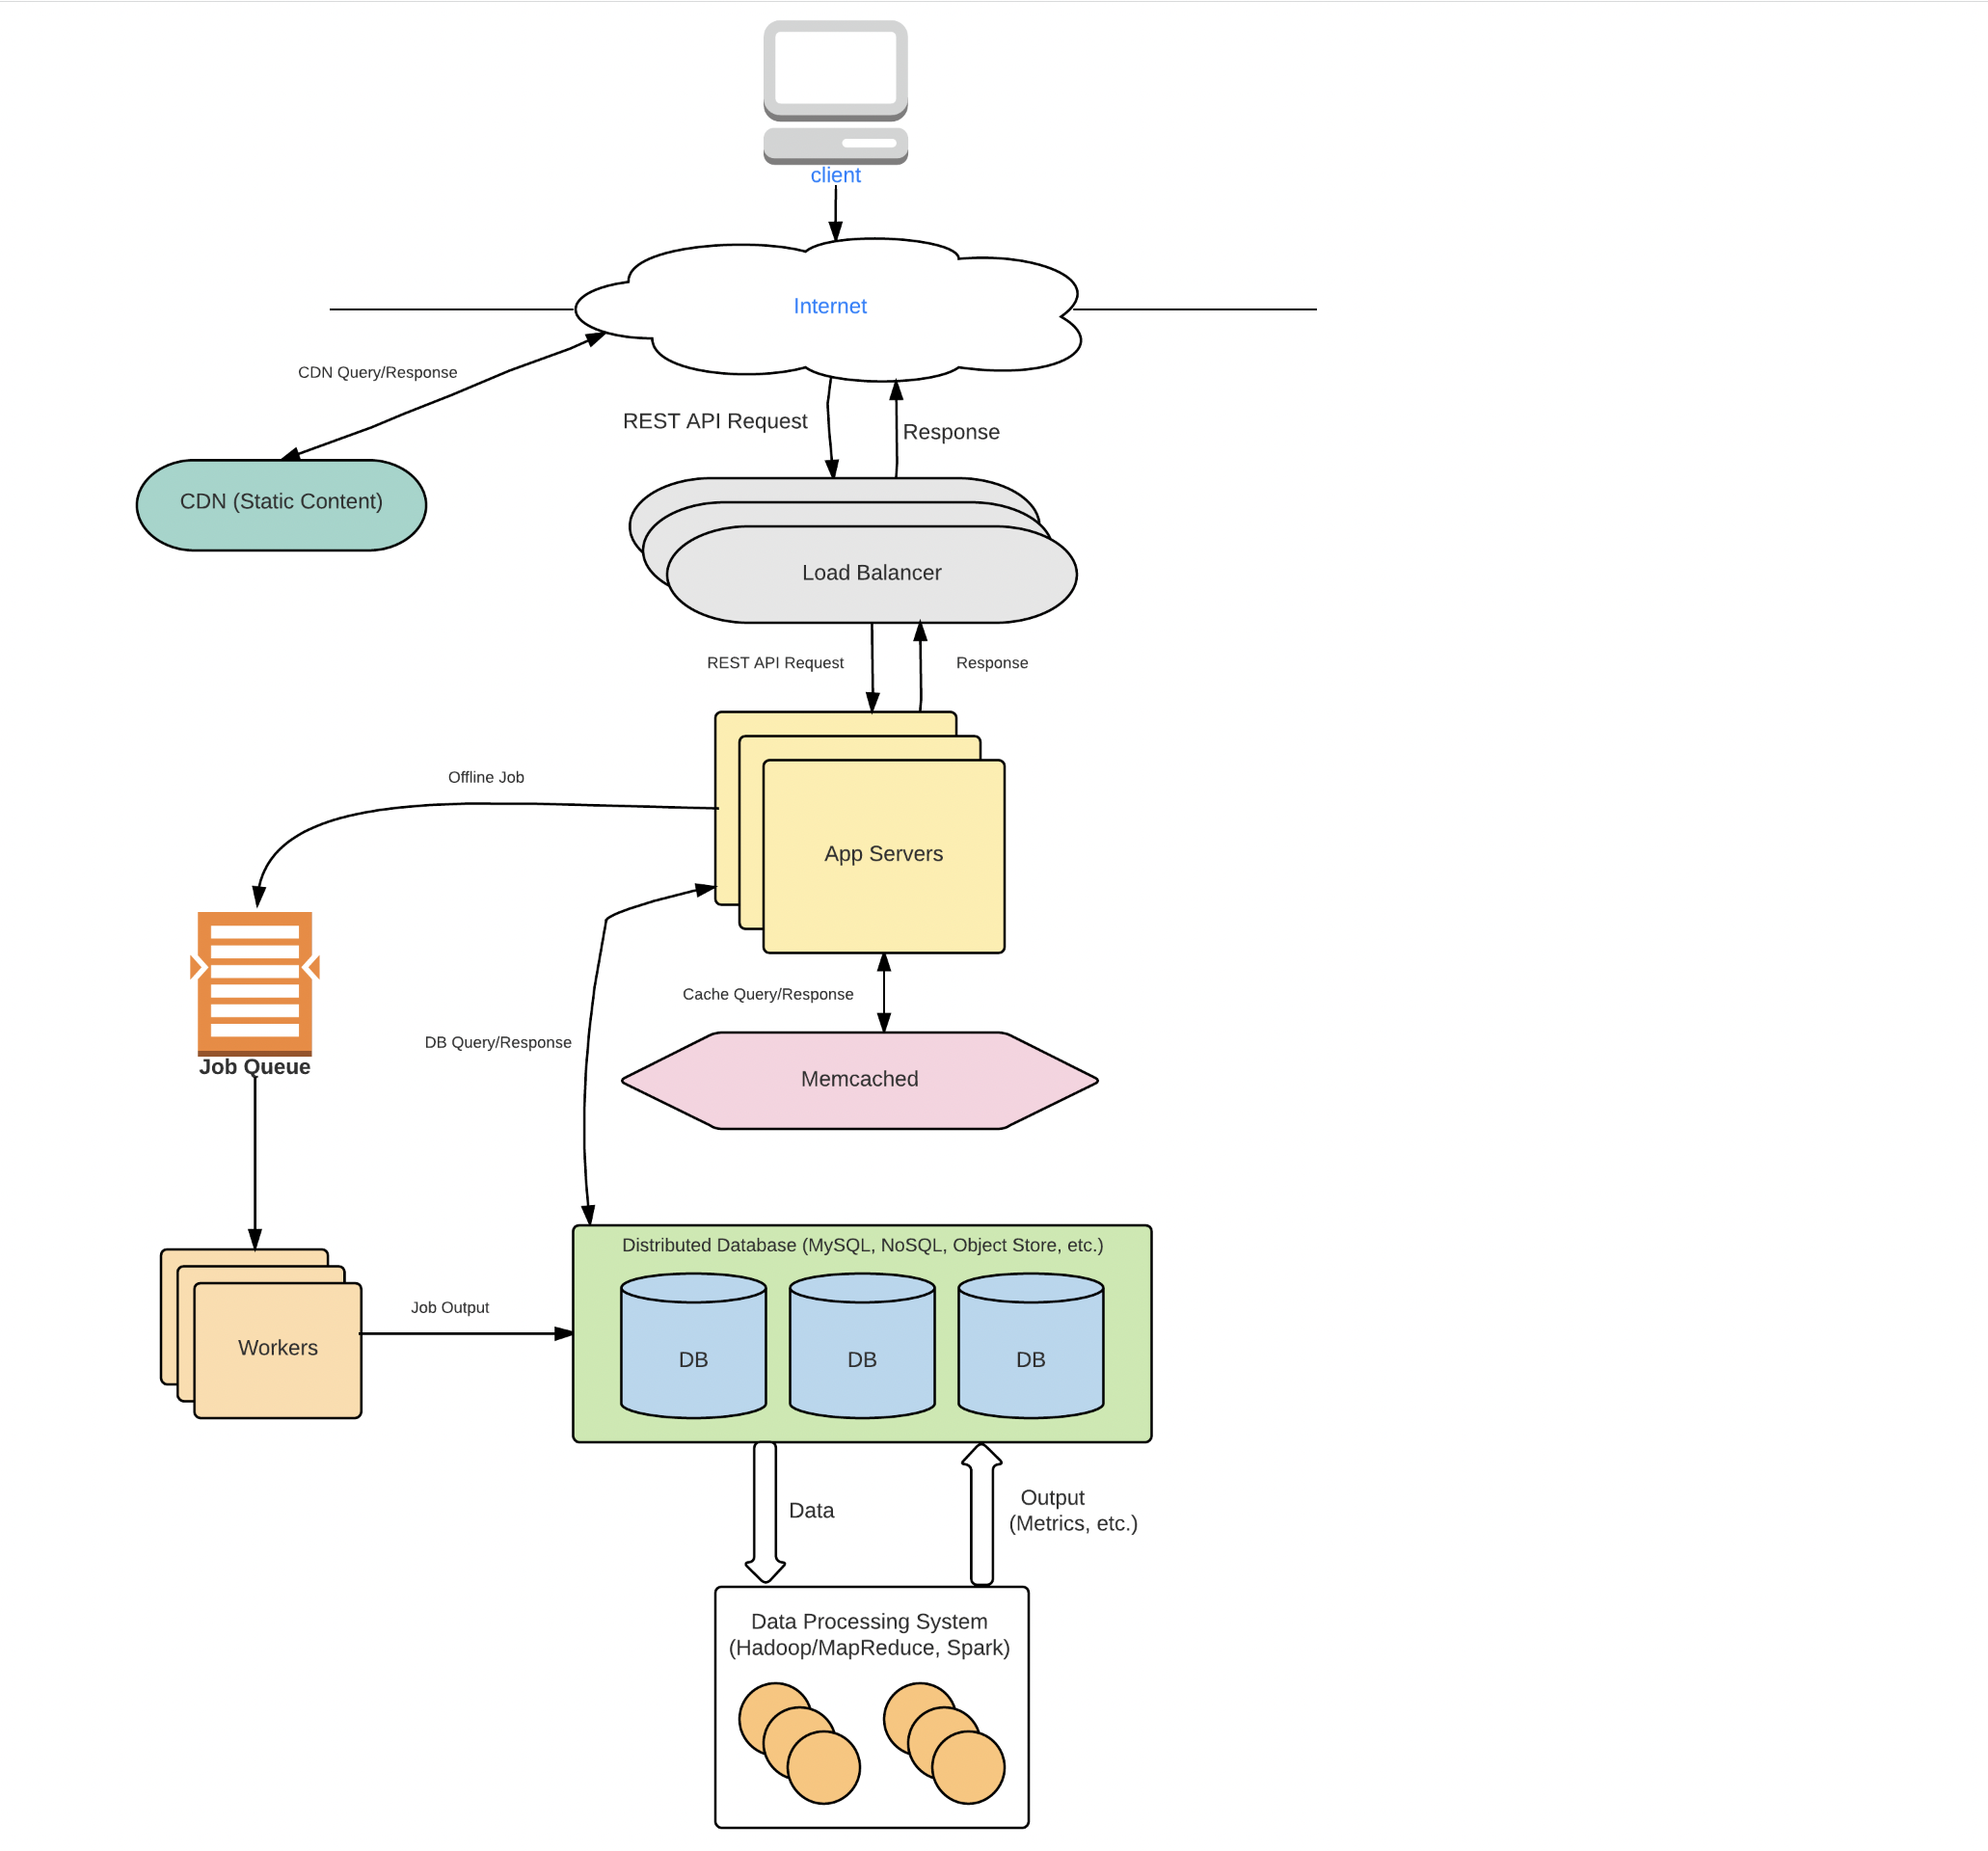 client
Internet
CDN Query/Response
REST API Request
Response
CDN (Static Content)
Load Balancer
REST API Request
Response
Offline Job
App Servers
Cache Query/Response
DB Query/Response
Job Queue
Memcached
Distributed Database (MySQL, NoSQL, Object Store, etc.)
Job Output
Workers
DB
DB
DB
Data
Output
(Metrics, etc.)
Data Processing System
(Hadoop/MapReduce, Spark)